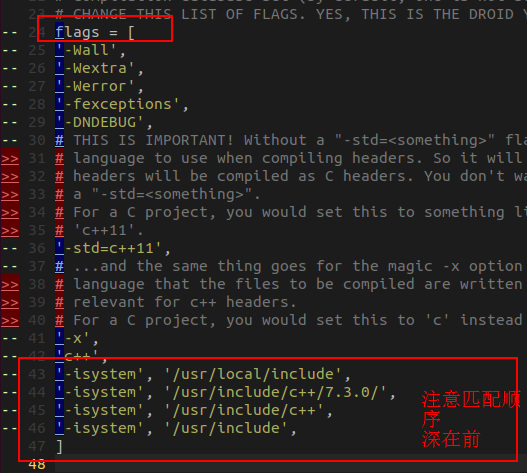 23 # CHANGE THIS LIST OF FLAGS. YES, THIS IS THE DROID
-- 24 flags = [
-- 25 '-Wall',
-- 26 '-Wextra',
-- 27 '-Werror',
-- 28 '-fexceptions',
-- 29 '-DNDEBUG',
-- 30 # THIS IS IMPORTANT! Without a "-std=<something>" fla
>> 31 # language to use when compiling headers. So it will
>> 32 # headers will be compiled as C headers. You don't wa
>> 33 # a "-std=<something>".
>> 34 # For a C project, you would set this to something li
>> 35 # 'c++11'.
-- 36 '-std=c++11',
-- 37 # ...and the same thing goes for the magic -x option
>> 38 # language that the files to be compiled are written
>> 39 # relevant for c++ headers.
>> 40 # For a C project, you would set this to 'c' instead
-- 41 '-x',
-- 42 'c++',
-- 43 '-isystem', '/usr/local/include',
-- 44 '-isystem', '/usr/include/c++/7.3.0/',
-- 45 '-isystem', '/usr/include/c++',
-- 46 '-isystem', '/usr/include',
47 ]
48
注意匹配顺
序
深在前